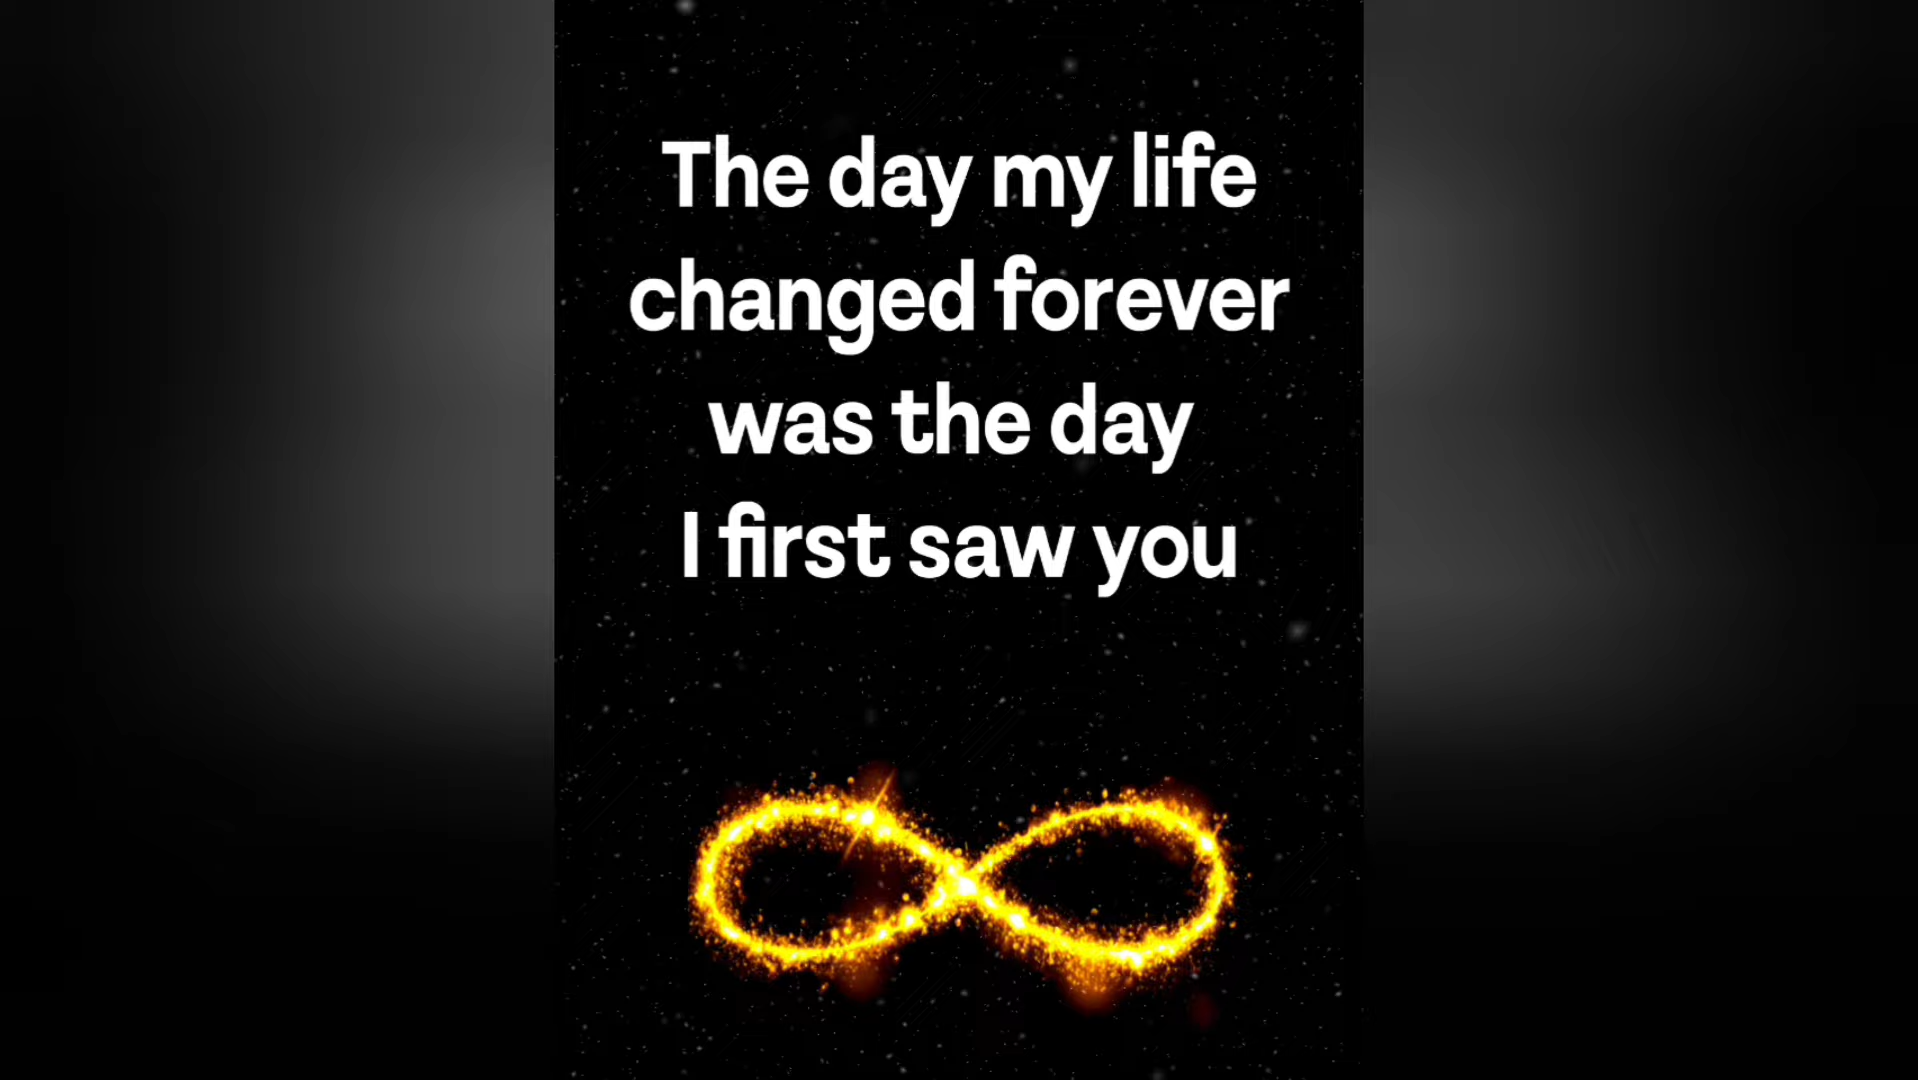 The day my life
changed forever
was the day
I first saw you